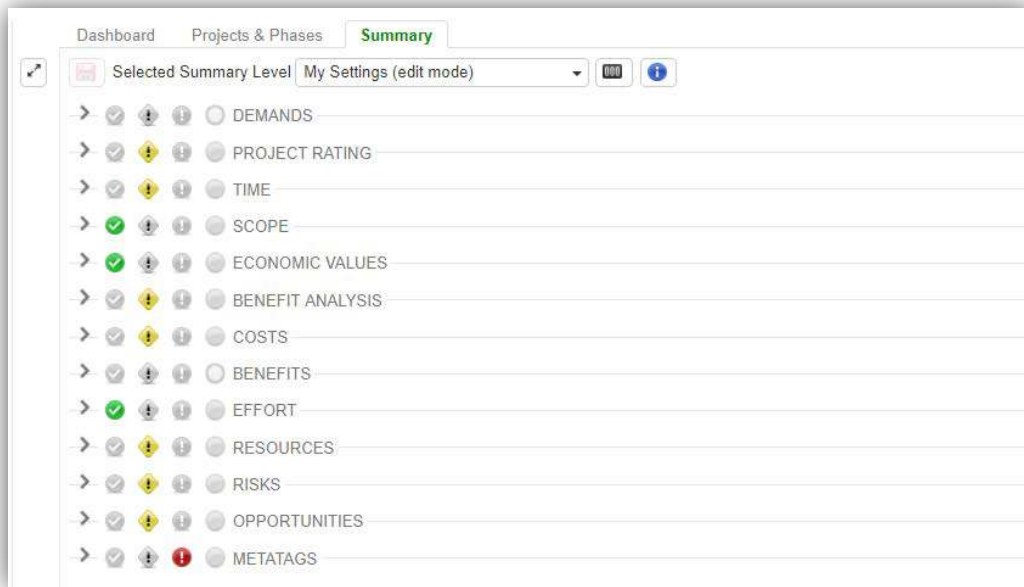 Dashboard Projects & Phases Summary
Selected Summary Level My Settings (edit mode)
DEMANDS
PROJECT RATING
TIME
SCOPE
ECONOMIC VALUES
BENEFIT ANALYSIS
COSTS
BENEFITS
EFFORT
RESOURCES
RISKS
OPPORTUNITIES
METATAGS